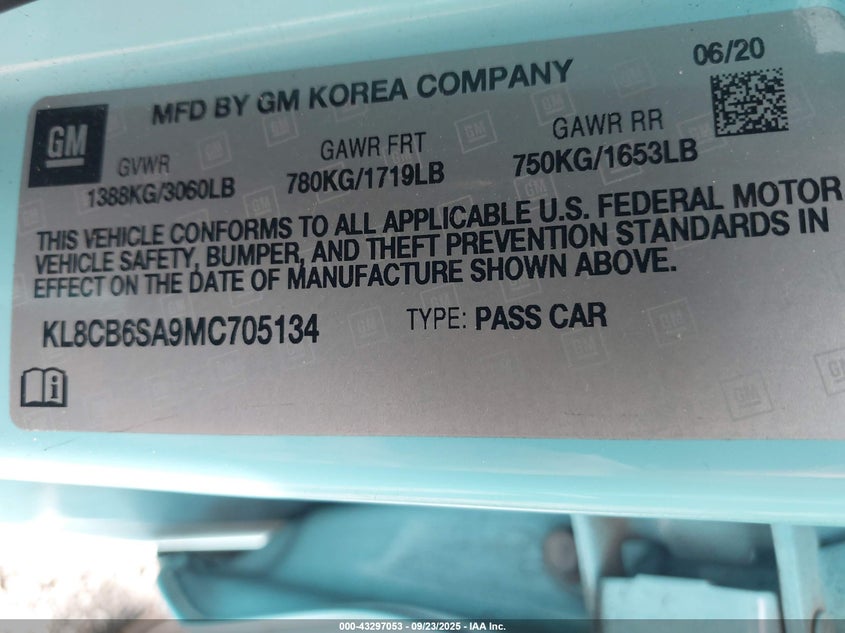 06/20
MFD BY GM KOREA COMPANY
GM
GVWR GAWR FRT GAWR RR
1388KG/3060LB 780KG/1719LB 750KG/1653LB
THIS VEHICLE CONFORMS TO ALL APPLICABLE U.S. FEDERAL MOTOR
VEHICLE SAFETY, BUMPER, AND THEFT PREVENTION STANDARDS IN
EFFECT ON THE DATE OF MANUFACTURE SHOWN ABOVE.
KL8CB6SA9MC705134 TYPE: PASS CAR
000-43297053 - 09/23/2025 - IAA Inc.